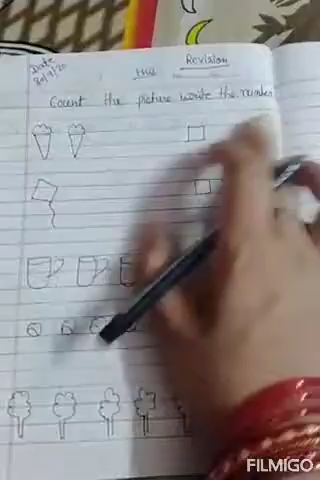 Date
Revision
Count the picture write the number
FILMIGO